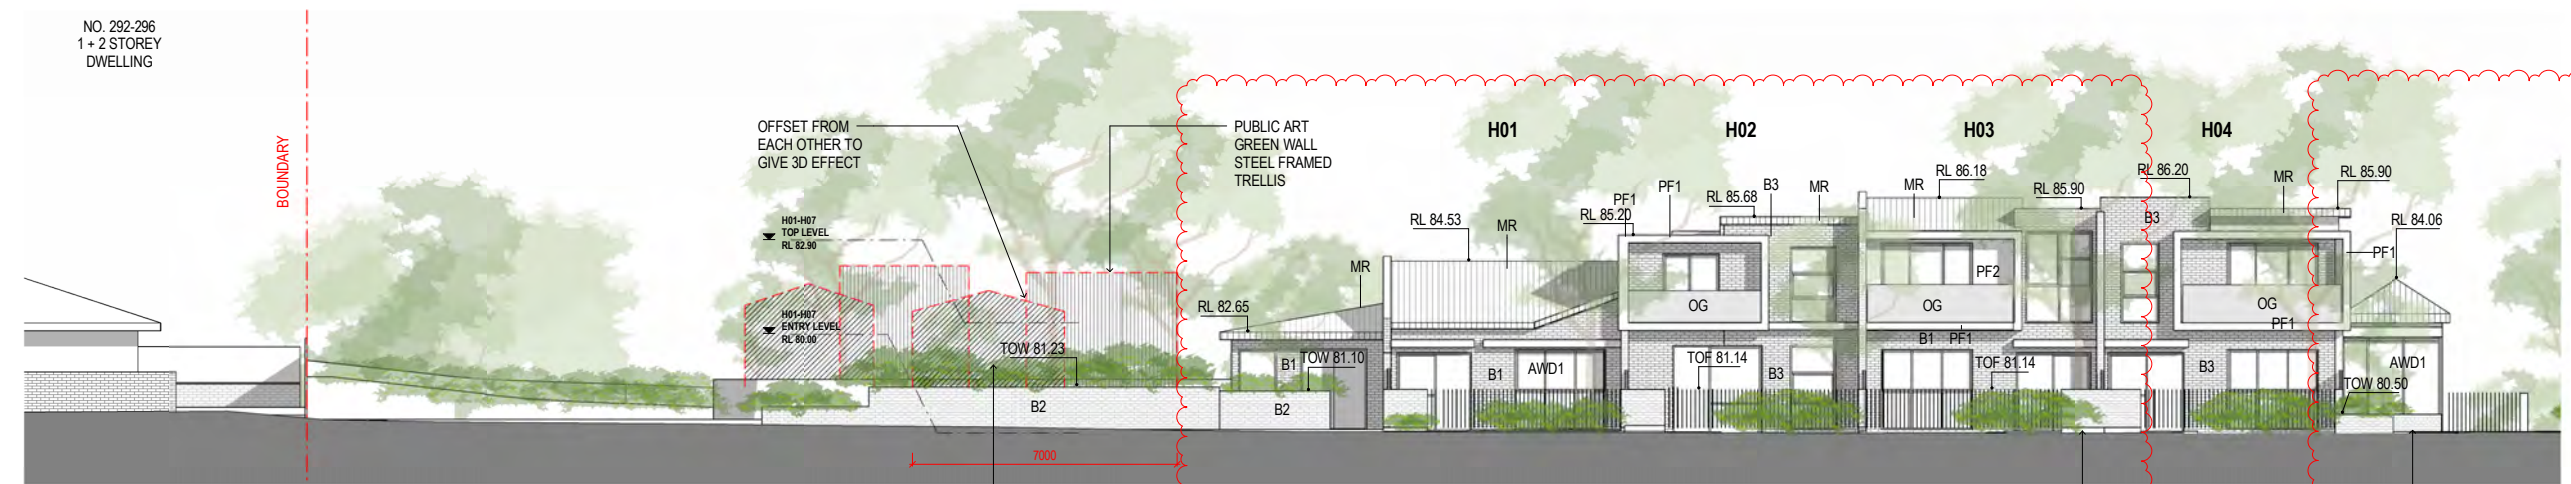 NO. 292-296
1 + 2 STOREY
DWELLING
BOUNDARY
OFFSET FROM
EACH OTHER TO
GIVE 3D EFFECT
PUBLIC ART
GREEN WALL
STEEL FRAMED
TRELLIS
H01-H07
TOP LEVEL
RL 82.90
H01-H07
ENTRY LEVEL
RL 80.00
TOW 81.23
B2
7000
H01
H02
H03
H04
RL 82.65
MR
RL 84.53
MR
B1
TOW 81.10
B2
B1
AWD1
PF1
RL 85.20
PF1
RL 85.68
B3
MR
OG
TOF 81.14
B3
MR
RL 86.18
RL 85.90
PF2
OG
B1
PF1
TOF 81.14
RL 86.20
B3
MR
RL 85.90
RL 84.06
PF1
OG
PF1
B3
AWD1
TOW 80.50